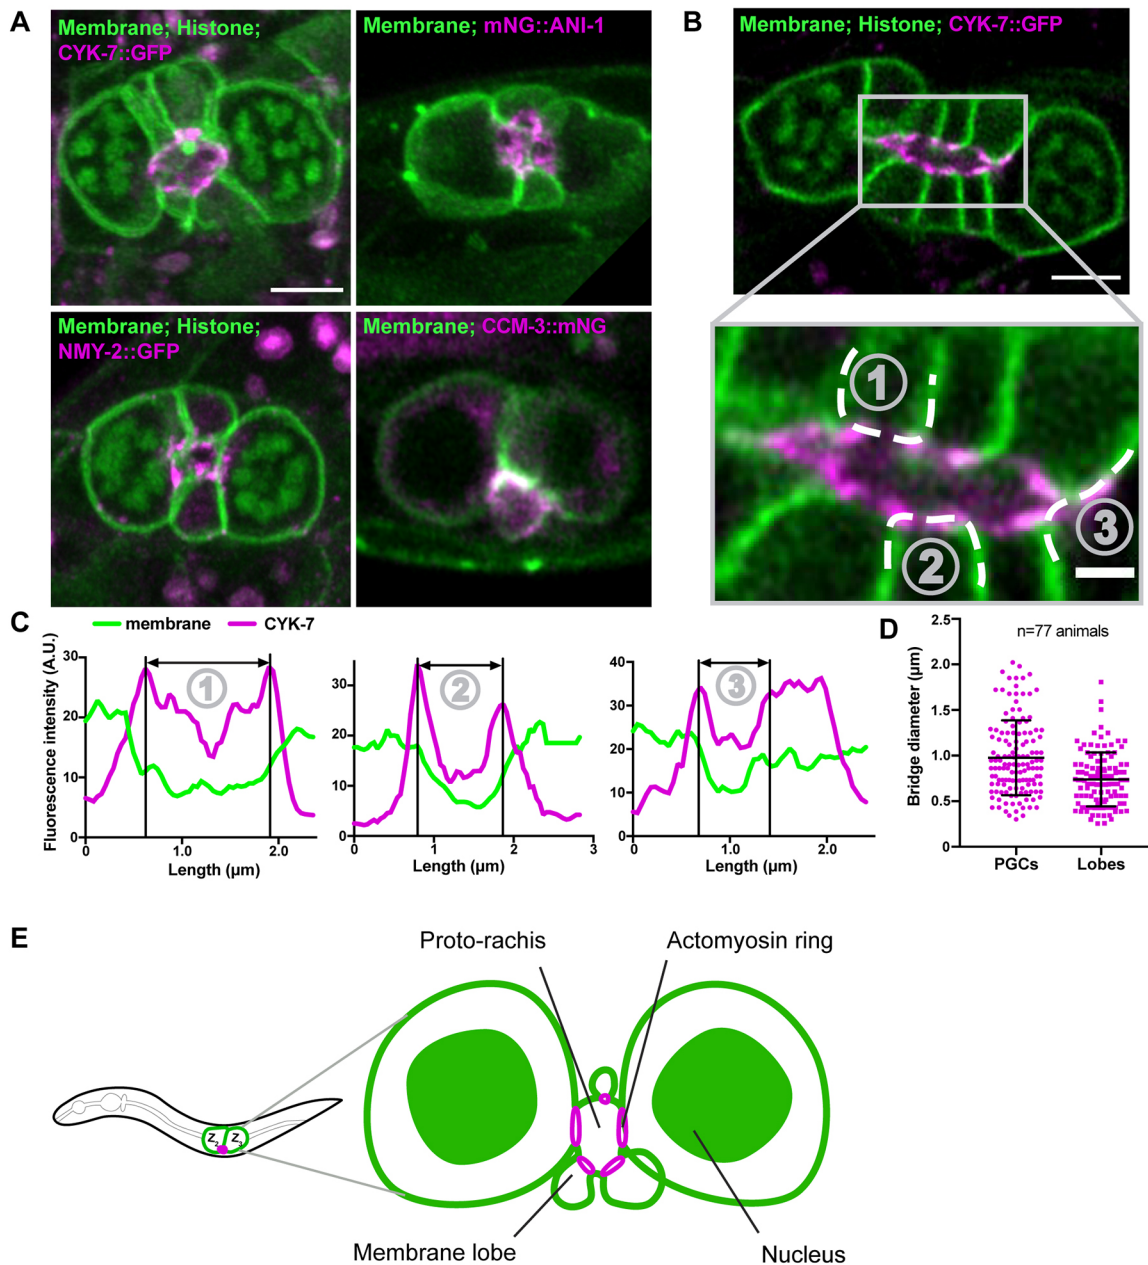 A
Membrane; Histone;
CYK-7::GFP
Membrane; mNG::ANI-1
Membrane; Histone;
NMY-2::GFP
Membrane; CCM-3::mNG
B
Membrane; Histone; CYK-7::GFP
1
2
3
C
membrane CYK-7
Fluorescence intensity (A.U.)
30
20
10
0
0 1.0 2.0
Length (µm)
1
30
20
10
0
0 1 2 3
Length (µm)
2
40
30
20
10
0
0 1.0 2.0
Length (µm)
3
D
n=77 animals
Bridge diameter (µm)
2.5
2.0
1.5
1.0
0.5
0
PGCs Lobes
E
Proto-rachis
Actomyosin ring
Z2 Z3
Membrane lobe
Nucleus